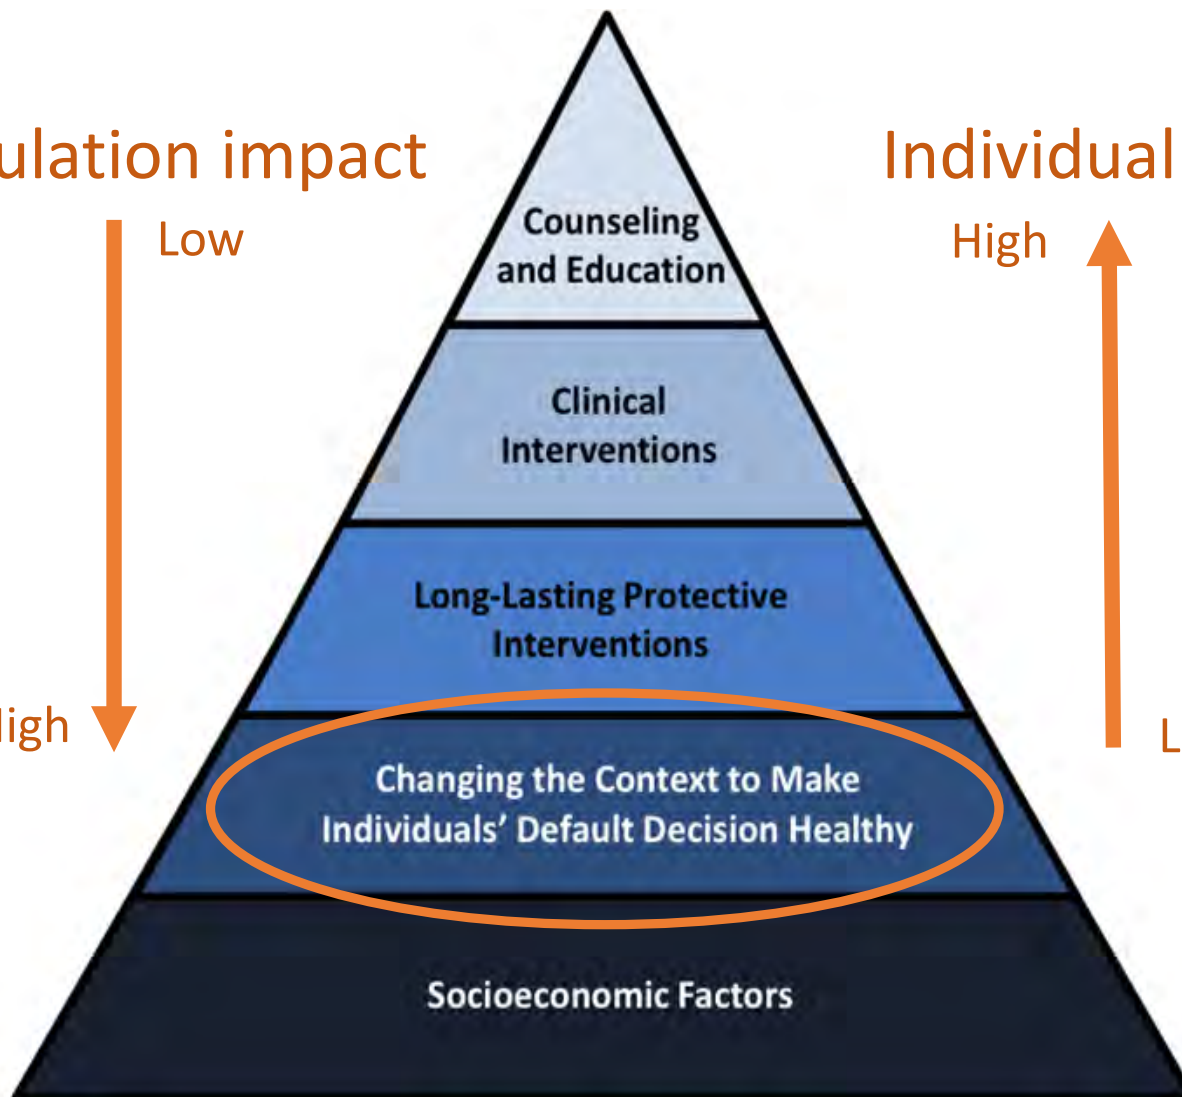 ulation impact
Individual
Low
High
Counseling
and Education
Clinical
Interventions
Long-Lasting Protective
Interventions
High
L
Changing the Context to Make
Individuals' Default Decision Healthy
Socioeconomic Factors